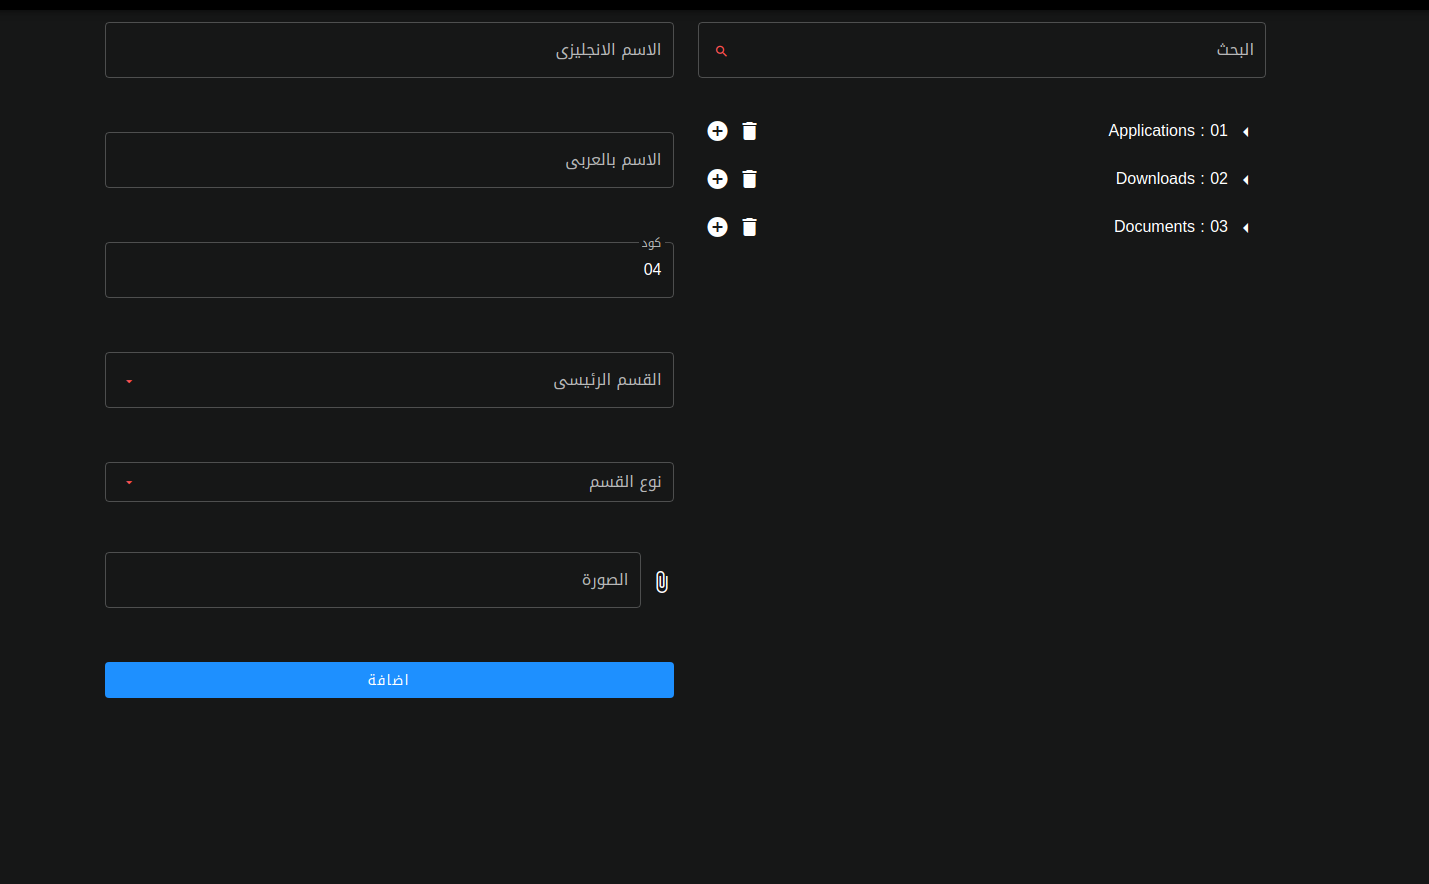 البحث
01 : Applications
02 : Downloads
03 : Documents
الاسم الانجليزى
الاسم بالعربى
كود
04
القسم الرئيسى
نوع القسم
الصورة
اضافة